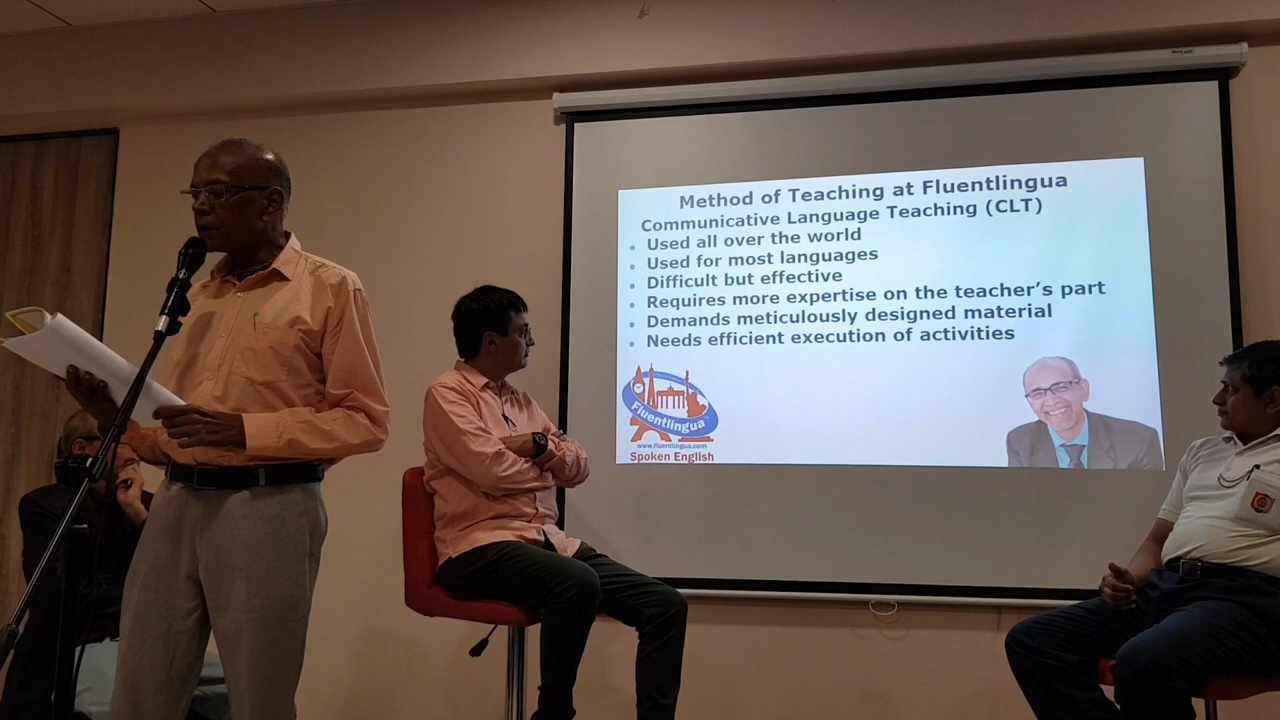 Method of Teaching at Fluentlingua
Communicative Language Teaching (CLT)
• Used all over the world
• Used for most languages
• Difficult but effective
• Requires more expertise on the teacher's part
• Demands meticulously designed material
• Needs efficient execution of activities
Fluentlingua
www.fluentlingua.com
Spoken English